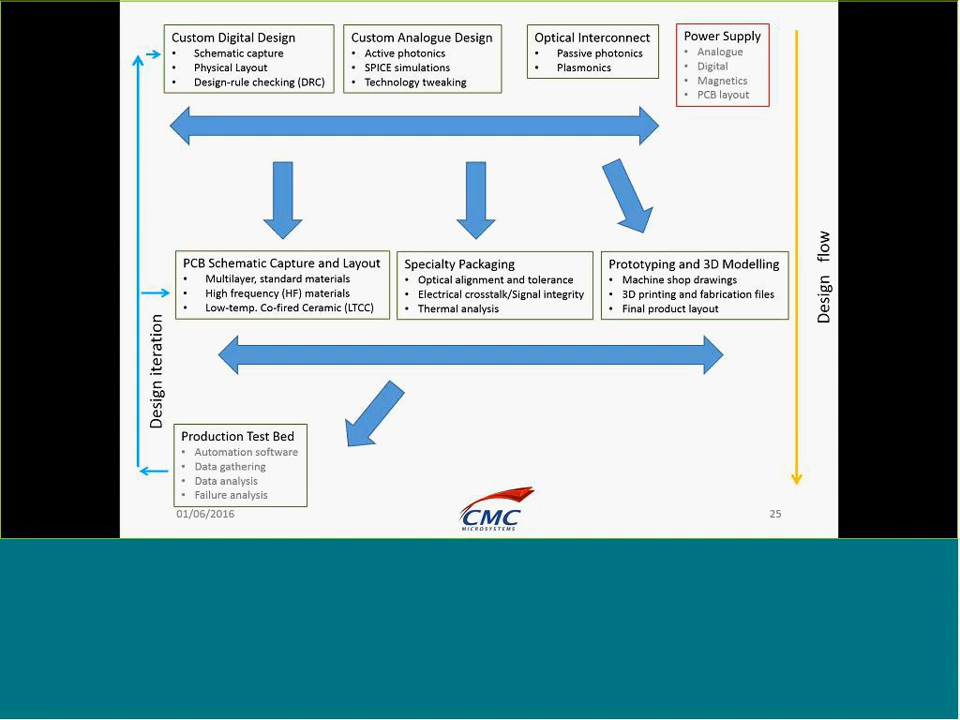 Custom Digital Design
• Schematic capture
• Physical Layout
• Design-rule checking (DRC)
Custom Analogue Design
• Active photonics
• SPICE simulations
• Technology tweaking
Optical Interconnect
• Passive photonics
• Plasmonics
Power Supply
• Analogue
• Digital
• Magnetics
• PCB layout
PCB Schematic Capture and Layout
• Multilayer, standard materials
• High frequency (HF) materials
• Low-temp. Co-fired Ceramic (LTCC)
Specialty Packaging
• Optical alignment and tolerance
• Electrical crosstalk/Signal integrity
• Thermal analysis
Prototyping and 3D Modelling
• Machine shop drawings
• 3D printing and fabrication files
• Final product layout
Design flow
Design iteration
Production Test Bed
• Automation software
• Data gathering
• Data analysis
• Failure analysis
01/06/2016
CMC
MICROSYSTEMS
25